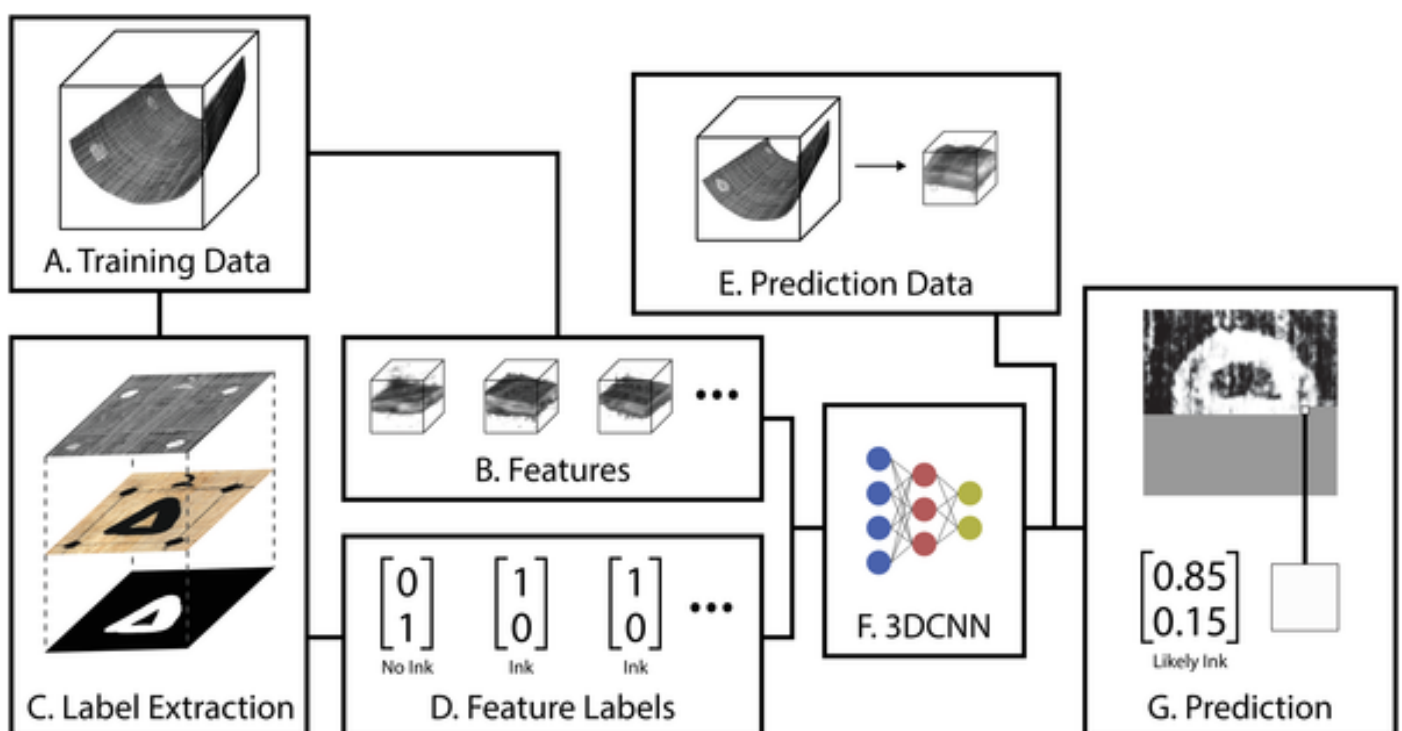 A. Training Data
E. Prediction Data
B. Features
C. Label Extraction
0 1 1
1 0 0
No Ink Ink Ink
D. Feature Labels
F. 3DCNN
0.85
0.15
Likely Ink
G. Prediction